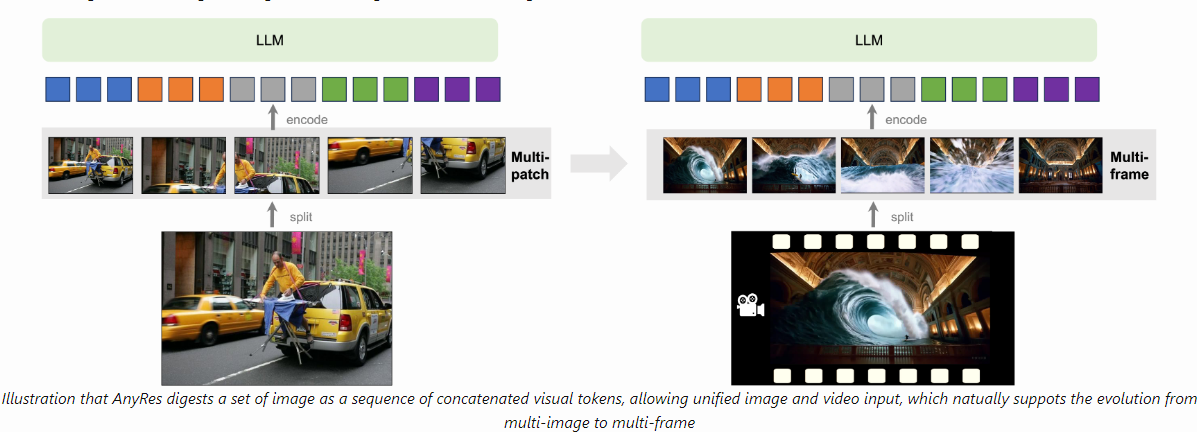 LLM
LLM
encode
encode
Multi-
patch
Multi-
frame
split
split
Illustration that AnyRes digests a set of image as a sequence of concatenated visual tokens, allowing unified image and video input, which natually suppots the evolution from
multi-image to multi-frame